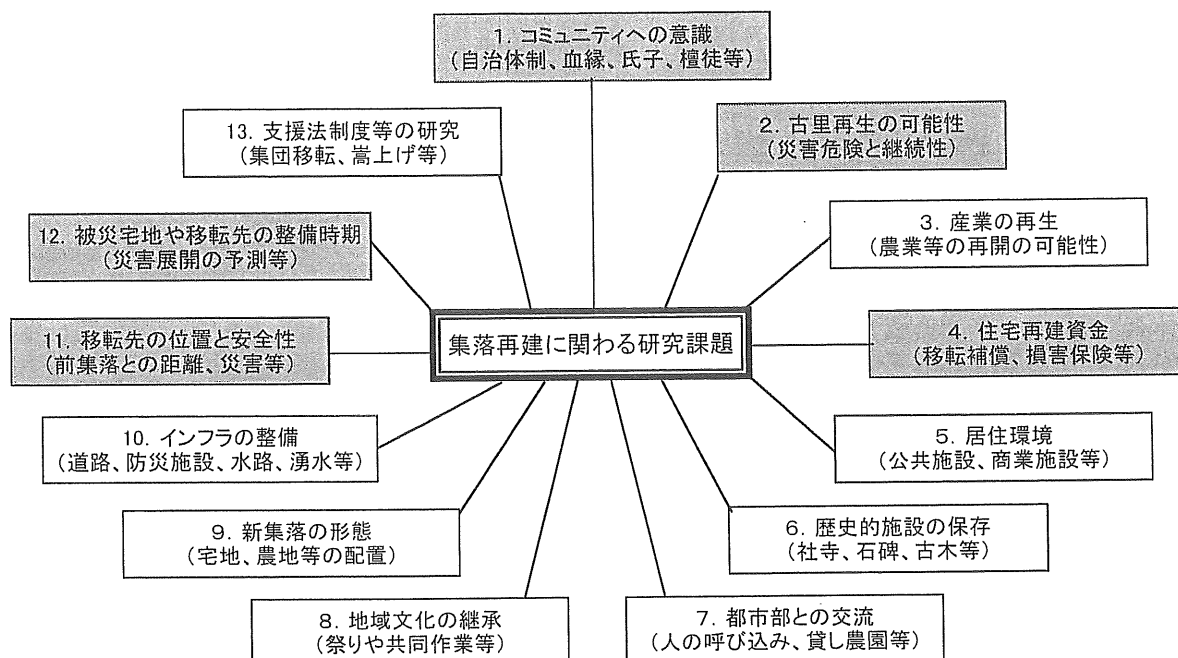 1. コミュニティへの意識
(自治体制、血縁、氏子、檀徒等)
2. 古里再生の可能性
(災害危険と継続性)
3. 産業の再生
(農業等の再開の可能性)
4. 住宅再建資金
(移転補償、損害保険等)
5. 居住環境
(公共施設、商業施設等)
6. 歴史的施設の保存
(社寺、石碑、古木等)
7. 都市部との交流
(人の呼び込み、貸し農園等)
8. 地域文化の継承
(祭りや共同作業等)
9. 新集落の形態
(宅地、農地等の配置)
10. インフラの整備
(道路、防災施設、水路、湧水等)
11. 移転先の位置と安全性
(前集落との距離、災害等)
12. 被災宅地や移転先の整備時期
(災害展開の予測等)
13. 支援法制度等の研究
(集団移転、嵩上げ等)
集落再建に関わる研究課題